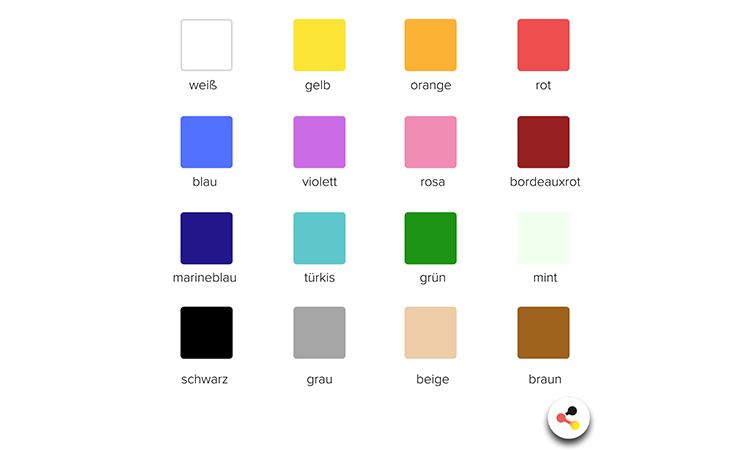 weiß gelb orange rot
blau violett rosa bordeauxrot
marineblau türkis grün mint
schwarz grau beige braun